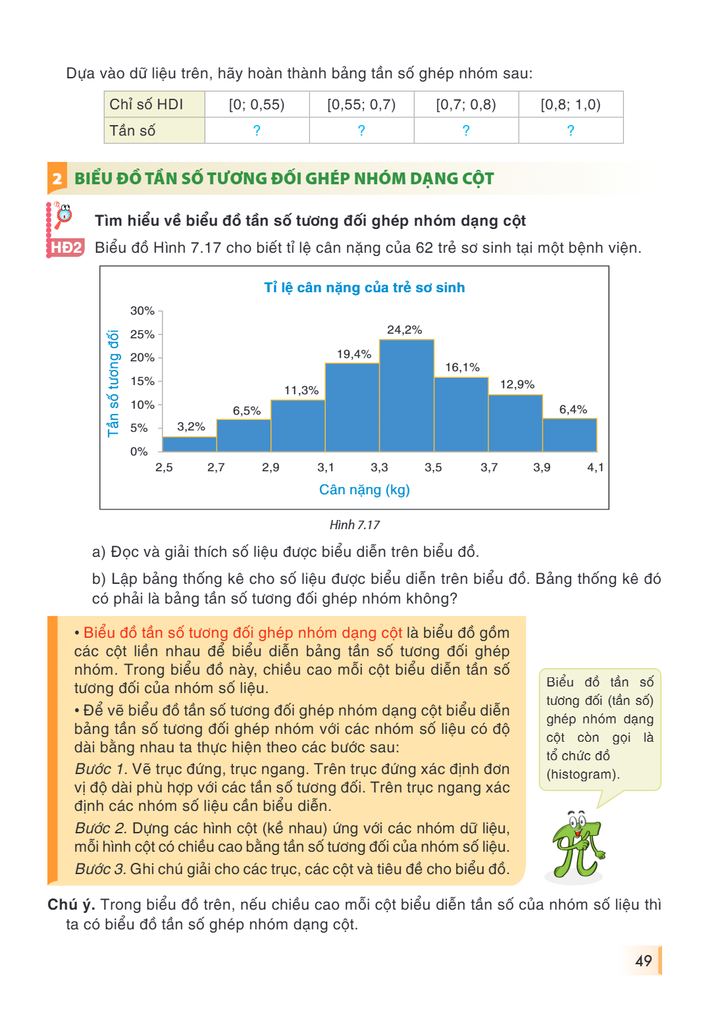 Dựa vào dữ liệu trên, hãy hoàn thành bảng tần số ghép nhóm sau:
Chỉ số HDI [0; 0,55) [0,55; 0,7) [0,7; 0,8) [0,8; 1,0)
Tần số ? ? ? ?
2 BIỂU ĐỒ TẦN SỐ TƯƠNG ĐỐI GHÉP NHÓM DẠNG CỘT
Tìm hiểu về biểu đồ tần số tương đối ghép nhóm dạng cột
HĐ2 Biểu đồ Hình 7.17 cho biết tỉ lệ cân nặng của 62 trẻ sơ sinh tại một bệnh viện.
Tỉ lệ cân nặng của trẻ sơ sinh
Tần số tương đối
30%
25%
20%
15%
10%
5%
0%
3,2%
6,5%
11,3%
19,4%
24,2%
16,1%
12,9%
6,4%
2,5 2,7 2,9 3,1 3,3 3,5 3,7 3,9 4,1
Cân nặng (kg)
Hình 7.17
a) Đọc và giải thích số liệu được biểu diễn trên biểu đồ.
b) Lập bảng thống kê cho số liệu được biểu diễn trên biểu đồ. Bảng thống kê đó
có phải là bảng tần số tương đối ghép nhóm không?
• Biểu đồ tần số tương đối ghép nhóm dạng cột là biểu đồ gồm
các cột liền nhau để biểu diễn bảng tần số tương đối ghép
nhóm. Trong biểu đồ này, chiều cao mỗi cột biểu diễn tần số
tương đối của nhóm số liệu.
• Để vẽ biểu đồ tần số tương đối ghép nhóm dạng cột biểu diễn
bảng tần số tương đối ghép nhóm với các nhóm số liệu có độ
dài bằng nhau ta thực hiện theo các bước sau:
Bước 1. Vẽ trục đứng, trục ngang. Trên trục đứng xác định đơn
vị độ dài phù hợp với các tần số tương đối. Trên trục ngang xác
định các nhóm số liệu cần biểu diễn.
Bước 2. Dựng các hình cột (kề nhau) ứng với các nhóm dữ liệu,
mỗi hình cột có chiều cao bằng tần số tương đối của nhóm số liệu.
Bước 3. Ghi chú giải cho các trục, các cột và tiêu đề cho biểu đồ.
Biểu đồ tần số
tương đối (tần số)
ghép nhóm dạng
cột còn gọi là
tổ chức đồ
(histogram).
Chú ý. Trong biểu đồ trên, nếu chiều cao mỗi cột biểu diễn tần số của nhóm số liệu thì
ta có biểu đồ tần số ghép nhóm dạng cột.
49